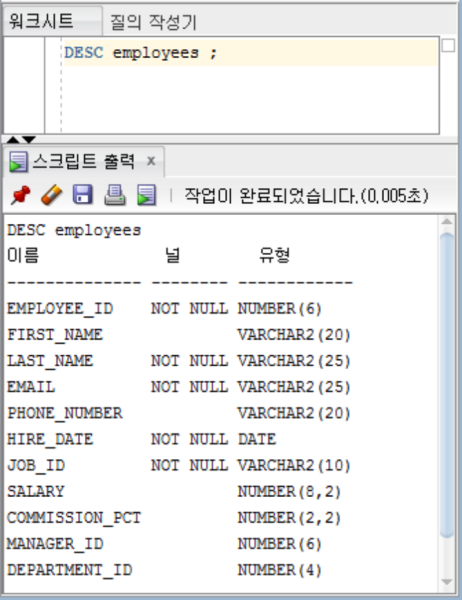 워크시트 질의 작성기
DESC employees ;
스크립트 출력 x
작업이 완료되었습니다.(0,005초)
DESC employees
이름 널 유형
-------------- -------- ------------
EMPLOYEE_ID NOT NULL NUMBER(6)
FIRST_NAME VARCHAR2(20)
LAST_NAME NOT NULL VARCHAR2(25)
EMAIL NOT NULL VARCHAR2(25)
PHONE_NUMBER VARCHAR2(20)
HIRE_DATE NOT NULL DATE
JOB_ID NOT NULL VARCHAR2(10)
SALARY NUMBER(8,2)
COMMISSION_PCT NUMBER(2,2)
MANAGER_ID NUMBER(6)
DEPARTMENT_ID NUMBER(4)